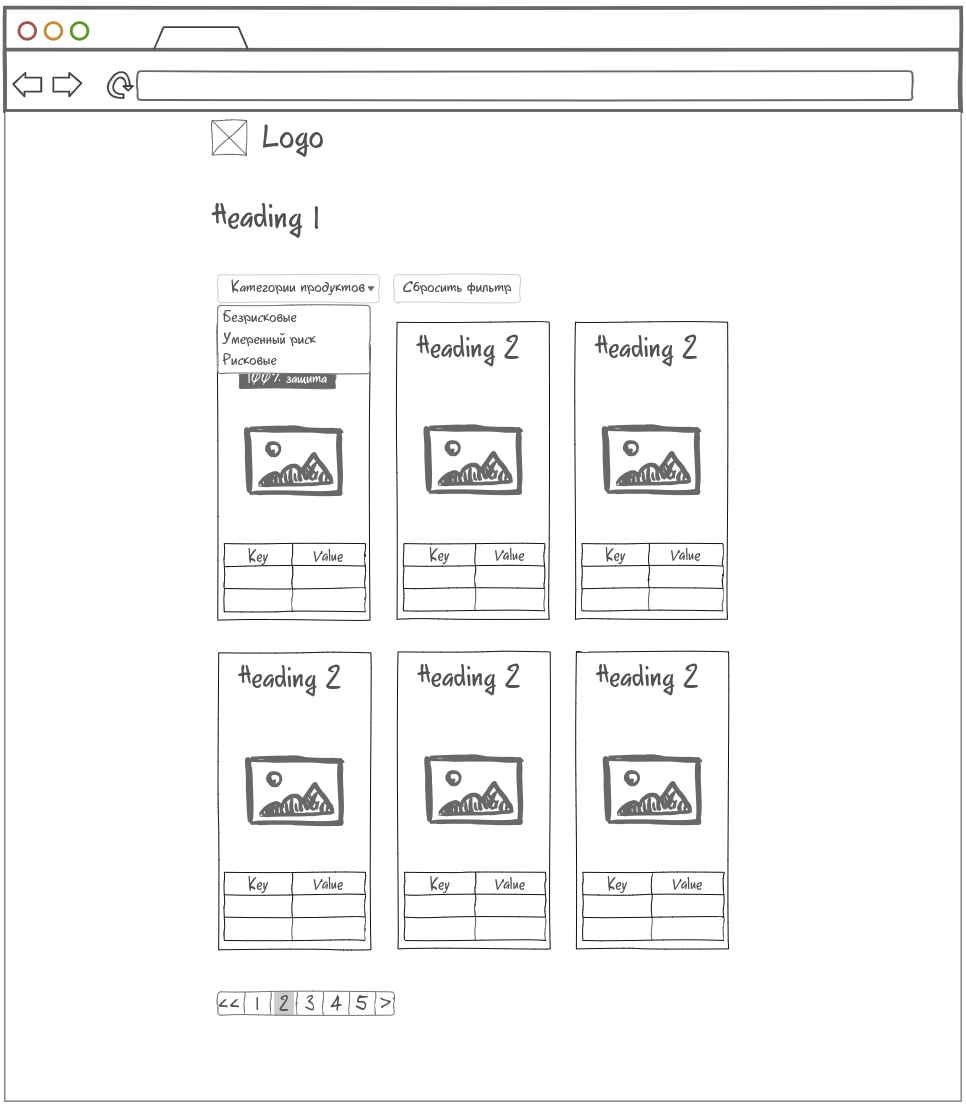 Logo
Heading 1
Категории продуктов Сбросить фильтр
Безрисковые
Умеренный риск
Рисковые
100% защита
Heading 2 Heading 2
Key Value Key Value Key Value
Heading 2 Heading 2 Heading 2
Key Value Key Value Key Value
<< 1 2 3 4 5 >